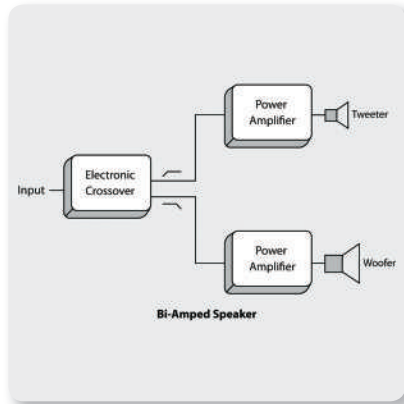 Power
Amplifier
Tweeter
Electronic
Crossover
Input
Power
Amplifier
Woofer
Bi-Amped Speaker